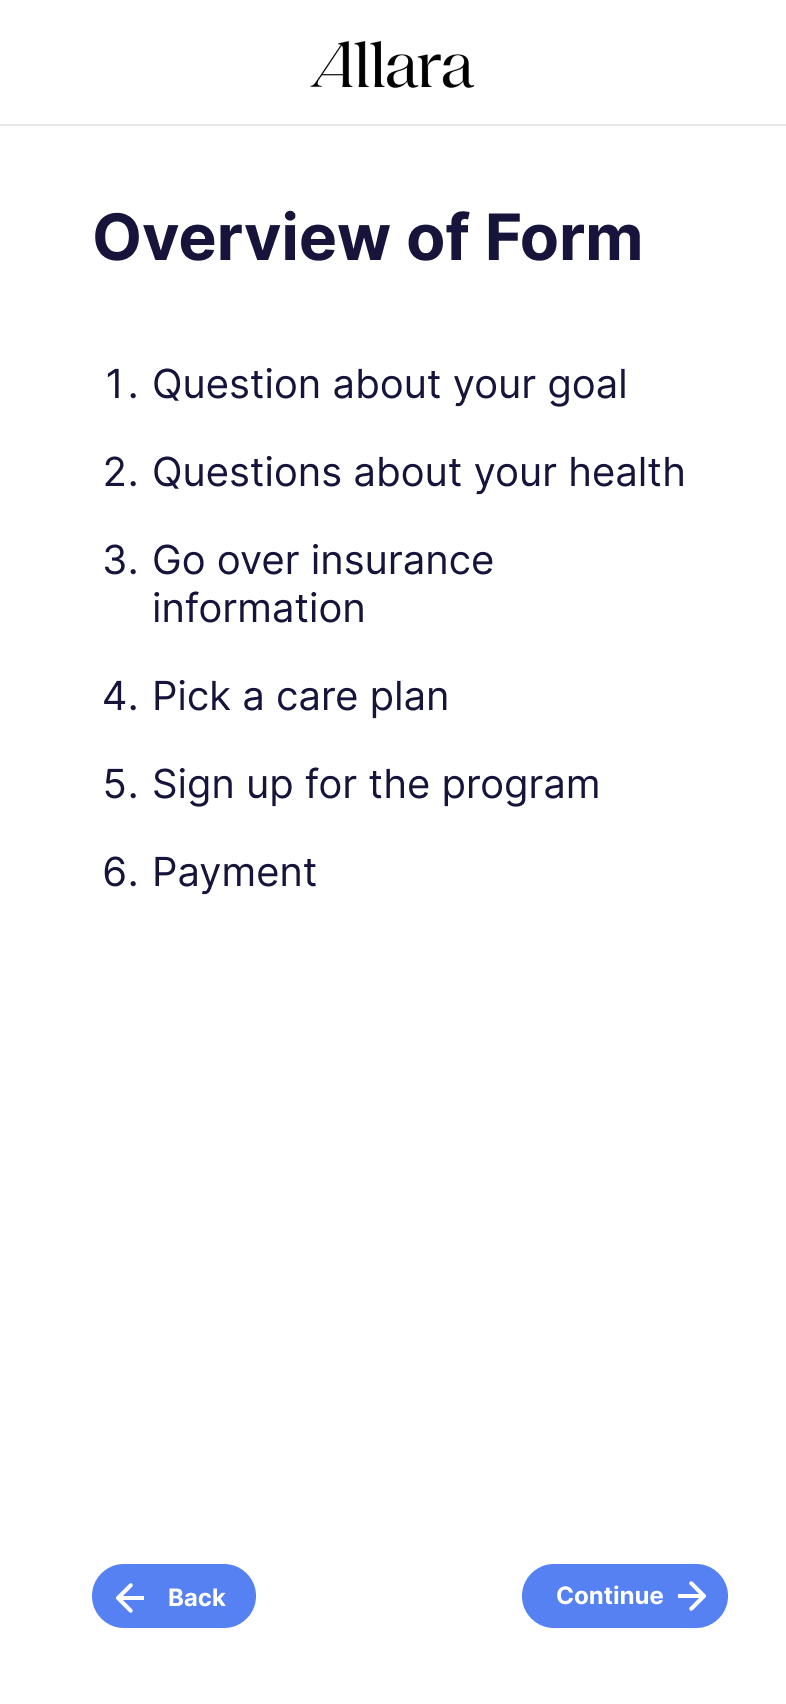 Allara
Overview of Form
1. Question about your goal
2. Questions about your health
3. Go over insurance
information
4. Pick a care plan
5. Sign up for the program
6. Payment
Back
Continue